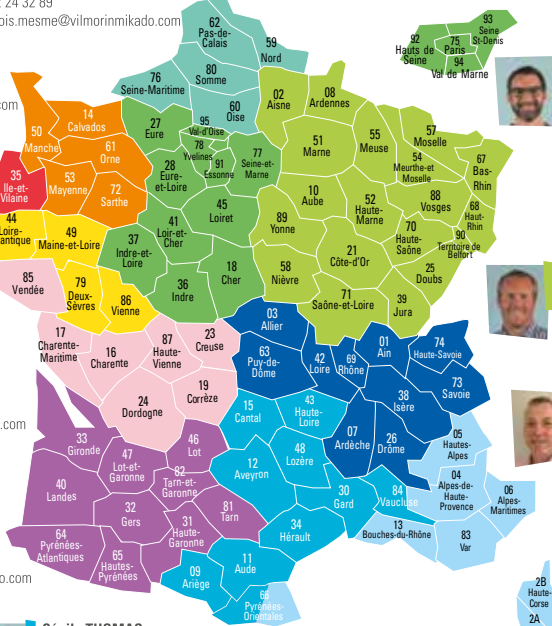 24 32 89
ois.mesme@vilmorinmikado.com
62
Pas-de-
Calais
59
Nord
93
Seine
St-Denis
92
Hauts de
Seine
75
Paris
94
Val de Marne
80
Somme
76
Seine-Maritime
60
Oise
02
Aisne
08
Ardennes
com
14
Calvados
27
Eure
95
Val-d'Oise
50
Manche
61
Orne
78
Yvelines
91
Essonne
77
Seine-et-
Marne
51
Marne
55
Meuse
57
Moselle
54
Meurthe-et
Moselle
67
Bas-
Rhin
35
Ile-et-
Vilaine
53
Mayenne
72
Sarthe
28
Eure-
et-Loire
45
Loiret
10
Aube
52
Haute-
Marne
88
Vosges
68
Haut-
Rhin
44
Loire-
antique
49
Maine-et-Loire
41
Loir-et-
Cher
89
Yonne
70
Haute-
Saône
90
Territoire de
Belfort
37
Indre-et
Loire
21
Côte-d'Or
25
Doubs
85
Vendée
79
Deux-
Sèvres
86
Vienne
36
Indre
18
Cher
58
Nièvre
71
Saône-et-Loire
39
Jura
17
Charente-
Maritime
16
Charente
87
Haute-
Vienne
23
Creuse
03
Allier
63
Puy-de-
Dôme
42
Loire
69
Rhône
01
Ain
74
Haute-Savoie
73
Savoie
24
Dordogne
19
Corrèze
15
Cantal
43
Haute-
Loire
38
Isère
07
Ardèche
26
Drôme
05
Hautes-
Alpes
.com
33
Gironde
47
Lot-et-
Garonne
46
Lot
82
Tarn-et-
Garonne
12
Aveyron
48
Lozère
40
Landes
32
Gers
81
Tarn
31
Haute-
Garonne
30
Gard
84
Vaucluse
04
Alpes-de-
Haute-
Provence
06
Alpes-
Maritimes
34
Hérault
13
Bouches-du-Rhône
83
Var
64
Pyrénées-
Atlantiques
65
Hautes-
Pyrénées
09
Ariège
11
Aude
66
Pyrénées-
Orientales
2B
Haute-
Corse
2A
o.com
Cécile THOMAS